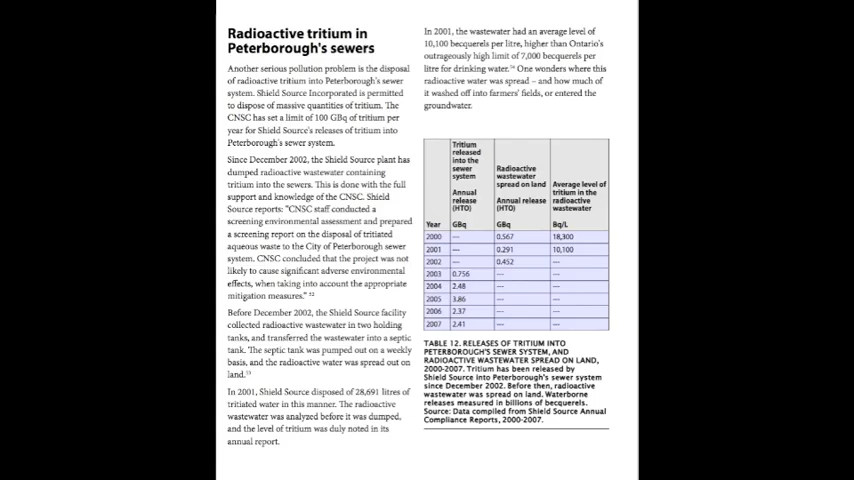 Radioactive tritium in
Peterborough's sewers
Another serious pollution problem is the disposal
of radioactive tritium into Peterborough's sewer
system. Shield Source Incorporated is permitted
to dispose of massive quantities of tritium. The
CNSC has set a limit of 100 GBq of tritium per
year for Shield Source's releases of tritium into
Peterborough's sewer system.
Since December 2002, the Shield Source plant has
dumped radioactive wastewater containing
tritium into the sewers. This is done with the full
support and knowledge of the CNSC. Shield
Source reports: "CNSC staff conducted a
screening environmental assessment and prepared
a screening report on the disposal of tritiated
aqueous waste to the City of Peterborough sewer
system. CNSC concluded that the project was not
likely to cause significant adverse environmental
effects, when taking into account the appropriate
mitigation measures." 52
Before December 2002, the Shield Source facility
collected radioactive wastewater in two holding
tanks, and transferred the wastewater into a septic
tank. The septic tank was pumped out on a weekly
basis, and the radioactive water was spread out on
land.53
In 2001, Shield Source disposed of 28,691 litres of
tritiated water in this manner. The radioactive
wastewater was analyzed before it was dumped,
and the level of tritium was duly noted in its
annual report.
In 2001, the wastewater had an average level of
10,100 becquerels per litre, higher than Ontario's
outrageously high limit of 7,000 becquerels per
litre for drinking water. One wonders where this
radioactive water was spread – and how much of
it washed off into farmers' fields, or entered the
groundwater.
Tritium
released
into the
sewer
system
Annual
release
(HTO)
Radioactive
wastewater
spread on land
Annual release
(HTO)
Average level of
tritium in the
radioactive
wastewater
Year GBq GBq Bq/L
2000 --- 0.567 18,300
2001 --- 0.291 10,100
2002 --- 0.452 ---
2003 0.756 --- ---
2004 2.48 --- ---
2005 3.86 --- ---
2006 2.37 --- ---
2007 2.41 --- ---
TABLE 12. RELEASES OF TRITIUM INTO
PETERBOROUGH'S SEWER SYSTEM, AND
RADIOACTIVE WASTEWATER SPREAD ON LAND,
2000-2007. Tritium has been released by
Shield Source into Peterborough's sewer system
since December 2002. Before then, radioactive
wastewater was spread on land. Waterborne
releases measured in billions of becquerels.
Source: Data compiled from Shield Source Annual
Compliance Reports, 2000-2007.